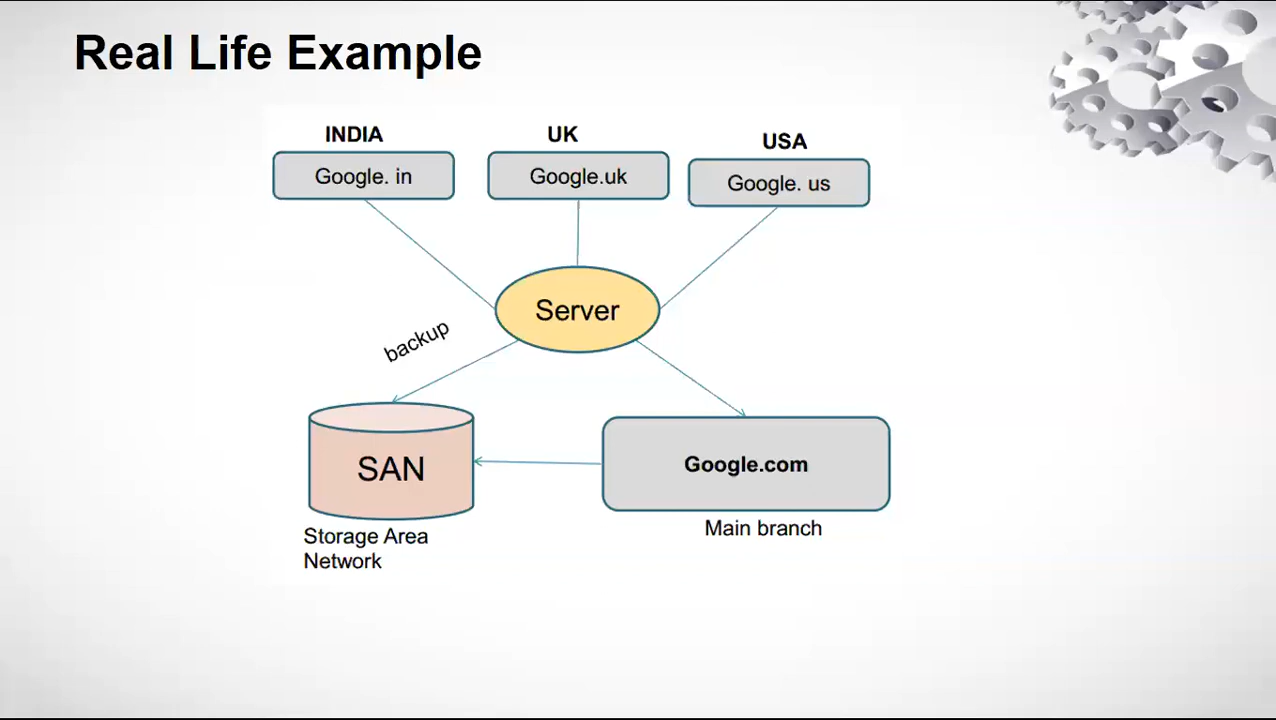 Real Life Example
INDIA
UK
USA
Google. in
Google.uk
Google. us
Server
backup
SAN
Google.com
Storage Area
Network
Main branch